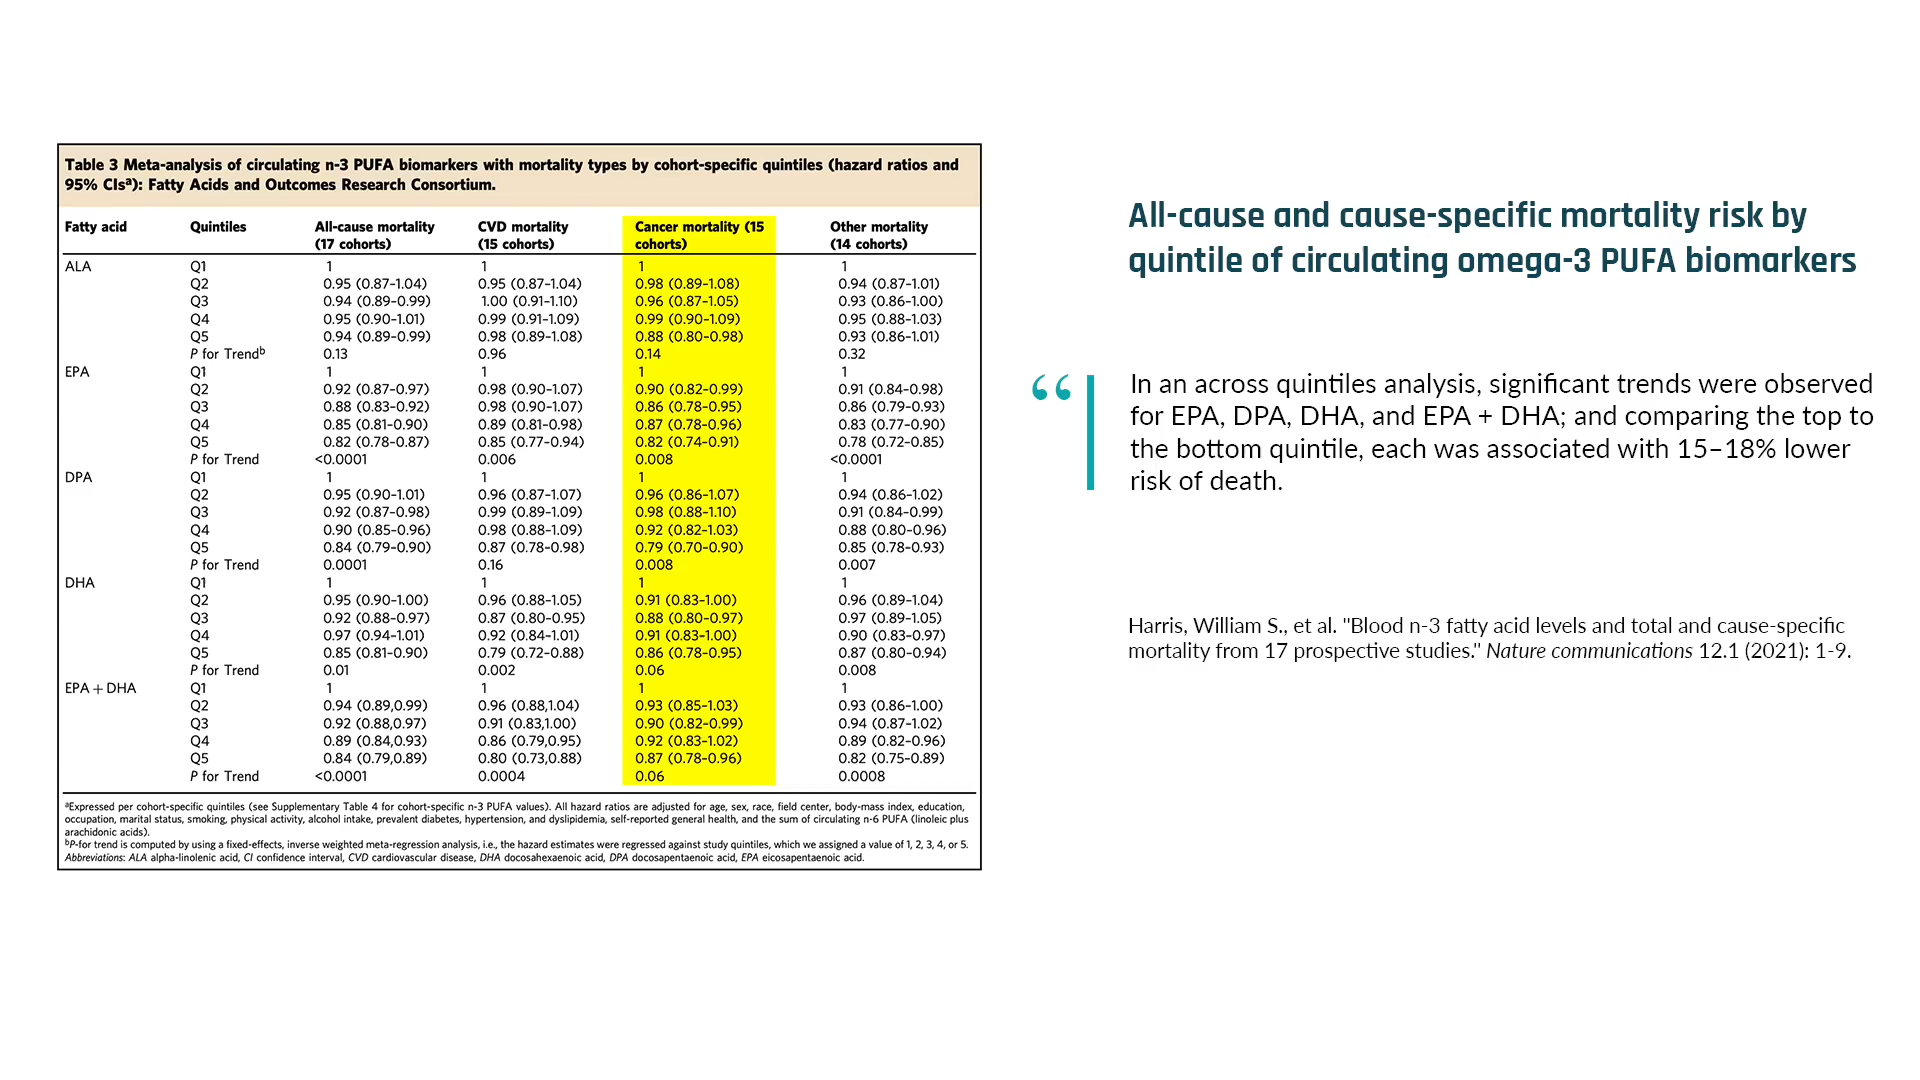 Table 3 Meta-analysis of circulating n-3 PUFA biomarkers with mortality types by cohort-specific quintiles (hazard ratios and
95% CIsª): Fatty Acids and Outcomes Research Consortium.
Fatty acid Quintiles All-cause mortality (17 cohorts) CVD mortality (15 cohorts) Cancer mortality (15 cohorts) Other mortality (14 cohorts)
ALA Q1 1 1 1 1
Q2 0.95 (0.87–1.04) 0.95 (0.87–1.04) 0.98 (0.89–1.08) 0.94 (0.87–1.01)
Q3 0.94 (0.89–0.99) 1.00 (0.91–1.10) 0.96 (0.87–1.05) 0.93 (0.86–1.00)
Q4 0.95 (0.90–1.01) 0.99 (0.91–1.09) 0.99 (0.90–1.09) 0.95 (0.88–1.03)
Q5 0.94 (0.89–0.99) 0.98 (0.89–1.08) 0.88 (0.80–0.98) 0.93 (0.86–1.01)
P for Trendᵇ 0.13 0.96 0.14 0.32
EPA Q1 1 1 1 1
Q2 0.92 (0.87–0.97) 0.98 (0.90–1.07) 0.90 (0.82–0.99) 0.91 (0.84–0.98)
Q3 0.88 (0.83–0.92) 0.98 (0.90–1.07) 0.86 (0.78–0.95) 0.86 (0.79–0.93)
Q4 0.85 (0.81–0.90) 0.89 (0.81–0.98) 0.87 (0.78–0.96) 0.83 (0.77–0.90)
Q5 0.82 (0.78–0.87) 0.85 (0.77–0.94) 0.82 (0.74–0.91) 0.78 (0.72–0.85)
P for Trend <0.0001 0.006 0.008 <0.0001
DPA Q1 1 1 1 1
Q2 0.95 (0.90–1.01) 0.96 (0.87–1.07) 0.96 (0.86–1.07) 0.94 (0.86–1.02)
Q3 0.92 (0.87–0.98) 0.99 (0.89–1.09) 0.98 (0.88–1.10) 0.91 (0.84–0.99)
Q4 0.90 (0.85–0.96) 0.98 (0.88–1.09) 0.92 (0.82–1.03) 0.88 (0.80–0.96)
Q5 0.84 (0.79–0.90) 0.87 (0.78–0.98) 0.79 (0.70–0.90) 0.85 (0.78–0.93)
P for Trend 0.0001 0.16 0.008 0.007
DHA Q1 1 1 1 1
Q2 0.95 (0.90–1.00) 0.96 (0.88–1.05) 0.91 (0.83–1.00) 0.96 (0.89–1.04)
Q3 0.92 (0.88–0.97) 0.87 (0.80–0.95) 0.88 (0.80–0.97) 0.97 (0.89–1.05)
Q4 0.97 (0.94–1.01) 0.92 (0.84–1.01) 0.91 (0.83–1.00) 0.90 (0.83–0.97)
Q5 0.85 (0.81–0.90) 0.79 (0.72–0.88) 0.86 (0.78–0.95) 0.87 (0.80–0.94)
P for Trend 0.01 0.002 0.06 0.008
EPA + DHA Q1 1 1 1 1
Q2 0.94 (0.89,0.99) 0.96 (0.88,1.04) 0.93 (0.85–1.03) 0.93 (0.86–1.00)
Q3 0.92 (0.88,0.97) 0.91 (0.83,1.00) 0.90 (0.82–0.99) 0.94 (0.87–1.02)
Q4 0.89 (0.84,0.93) 0.86 (0.79,0.95) 0.92 (0.83–1.02) 0.89 (0.82–0.96)
Q5 0.84 (0.79,0.89) 0.80 (0.73,0.88) 0.87 (0.78–0.96) 0.82 (0.75–0.89)
P for Trend <0.0001 0.0004 0.06 0.0008
ªExpressed per cohort-specific quintiles (see Supplementary Table 4 for cohort-specific n-3 PUFA values). All hazard ratios are adjusted for age, sex, race, field center, body-mass index, education,
occupation, marital status, smoking, physical activity, alcohol intake, prevalent diabetes, hypertension, and dyslipidemia, self-reported general health, and the sum of circulating n-6 PUFA (linoleic plus
arachidonic acids).
ᵇP-for trend is computed by using a fixed-effects, inverse weighted meta-regression analysis, i.e., the hazard estimates were regressed against study quintiles, which we assigned a value of 1, 2, 3, 4, or 5.
Abbreviations: ALA alpha-linolenic acid, CI confidence interval, CVD cardiovascular disease, DHA docosahexaenoic acid, DPA docosapentaenoic acid, EPA eicosapentaenoic acid.
All-cause and cause-specific mortality risk by
quintile of circulating omega-3 PUFA biomarkers
“ In an across quintiles analysis, significant trends were observed
for EPA, DPA, DHA, and EPA + DHA; and comparing the top to
the bottom quintile, each was associated with 15–18% lower
risk of death.
Harris, William S., et al. "Blood n-3 fatty acid levels and total and cause-specific
mortality from 17 prospective studies." Nature communications 12.1 (2021): 1-9.